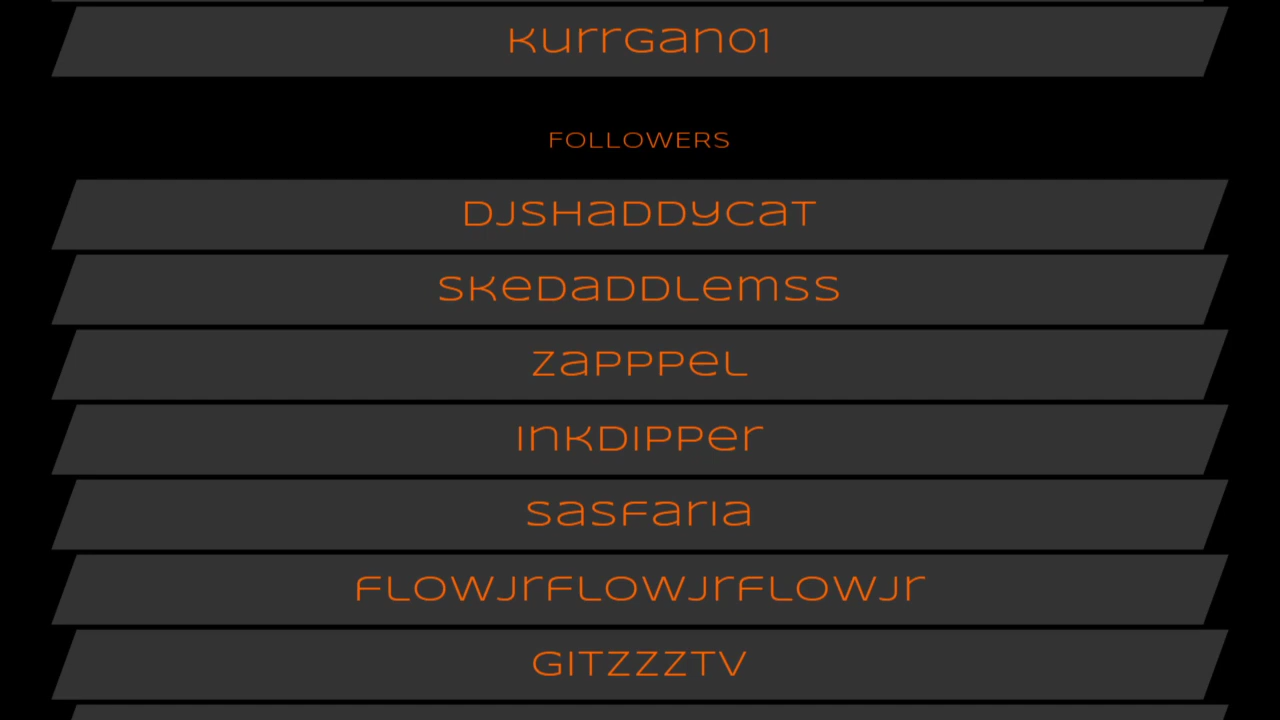 kurrgan01
FOLLOWERS
DJSHaDDYCaT
skedaddlemss
zapppel
inkdipper
sasfaria
flowjrflowjrflowjr
GITZZZTV